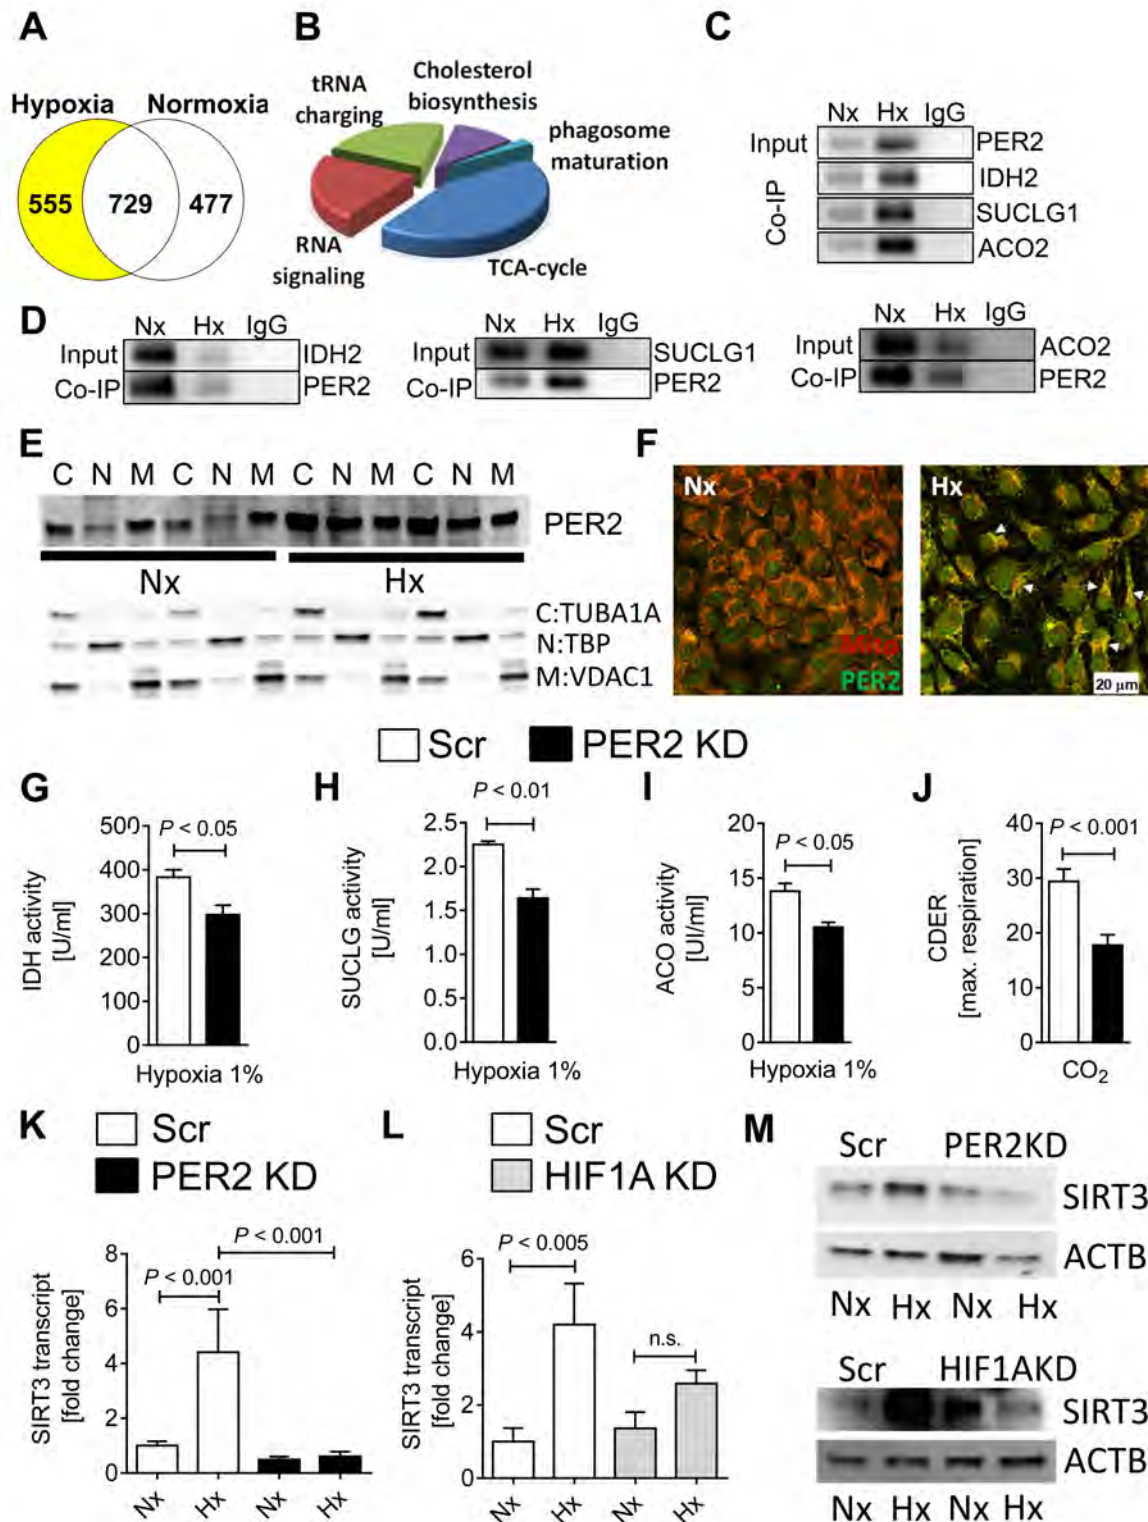 A
Hypoxia Normoxia
555 729 477
B
tRNA
charging
Cholesterol
biosynthesis
phagosome
maturation
RNA
signaling
TCA-cycle
C
Nx Hx IgG
Input PER2
Co-IP
IDH2
SUCLG1
ACO2
D
Nx Hx IgG
Input IDH2
Co-IP PER2
Nx Hx IgG
Input SUCLG1
Co-IP PER2
Nx Hx IgG
Input ACO2
Co-IP PER2
E
C N M C N M C N M C N M
PER2
Nx Hx
C:TUBA1A
N:TBP
M:VDAC1
F
Nx
Mito
PER2
Hx
20 µm
Scr PER2 KD
G
IDH activity
[U/ml]
500
400
300
200
100
0
P < 0.05
Hypoxia 1%
H
SUCLG activity
[U/ml]
2.5
2.0
1.5
1.0
0.5
0.0
P < 0.01
Hypoxia 1%
I
ACO activity
[UI/ml]
20
15
10
5
0
P < 0.05
Hypoxia 1%
J
CDER
[max. respiration]
40
30
20
10
0
P < 0.001
CO2
K
Scr
PER2 KD
SIRT3 transcript
[fold change]
8
6
4
2
0
P < 0.001
P < 0.001
Nx Hx Nx Hx
L
Scr
HIF1A KD
SIRT3 transcript
[fold change]
6
4
2
0
P < 0.005
n.s.
Nx Hx Nx Hx
M
Scr PER2KD
SIRT3
ACTB
Nx Hx Nx Hx
Scr HIF1AKD
SIRT3
ACTB
Nx Hx Nx Hx